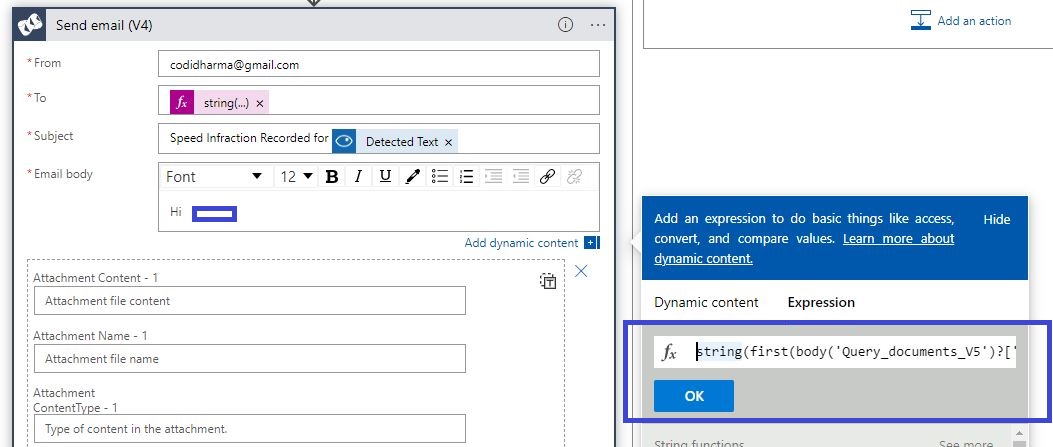 Send email (V4)
* From
codidharma@gmail.com
* To
fx string(...) ×
* Subject
Speed Infraction Recorded for Detected Text ×
* Email body
Font 12 B I U
Hi
Add dynamic content
Attachment Content - 1
Attachment file content
Attachment Name - 1
Attachment file name
Attachment
ContentType - 1
Type of content in the attachment.
Add an action
Add an expression to do basic things like access,
convert, and compare values. Learn more about
dynamic content.
Hide
Dynamic content Expression
fx string(first(body('Query_documents_V5')?['
OK
String functions See more